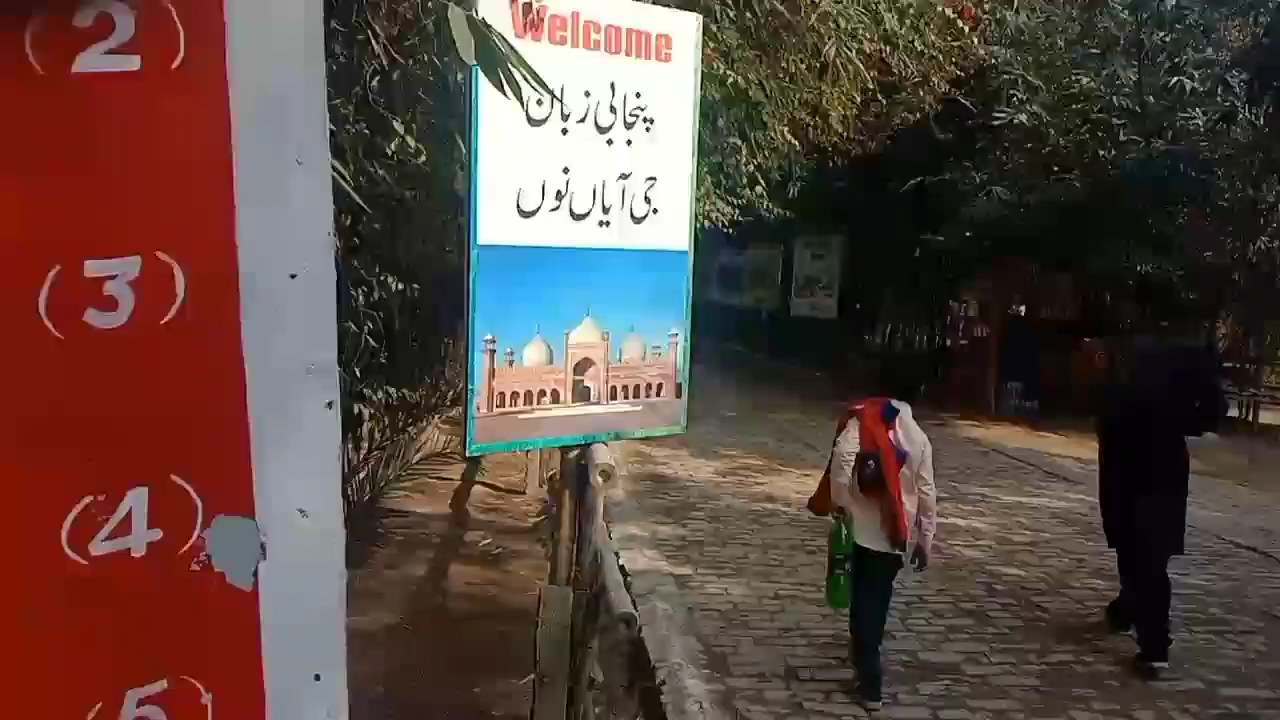 (2)
(3)
(4)
(5)
Welcome
پنجابی زبان
جی آیاں نوں